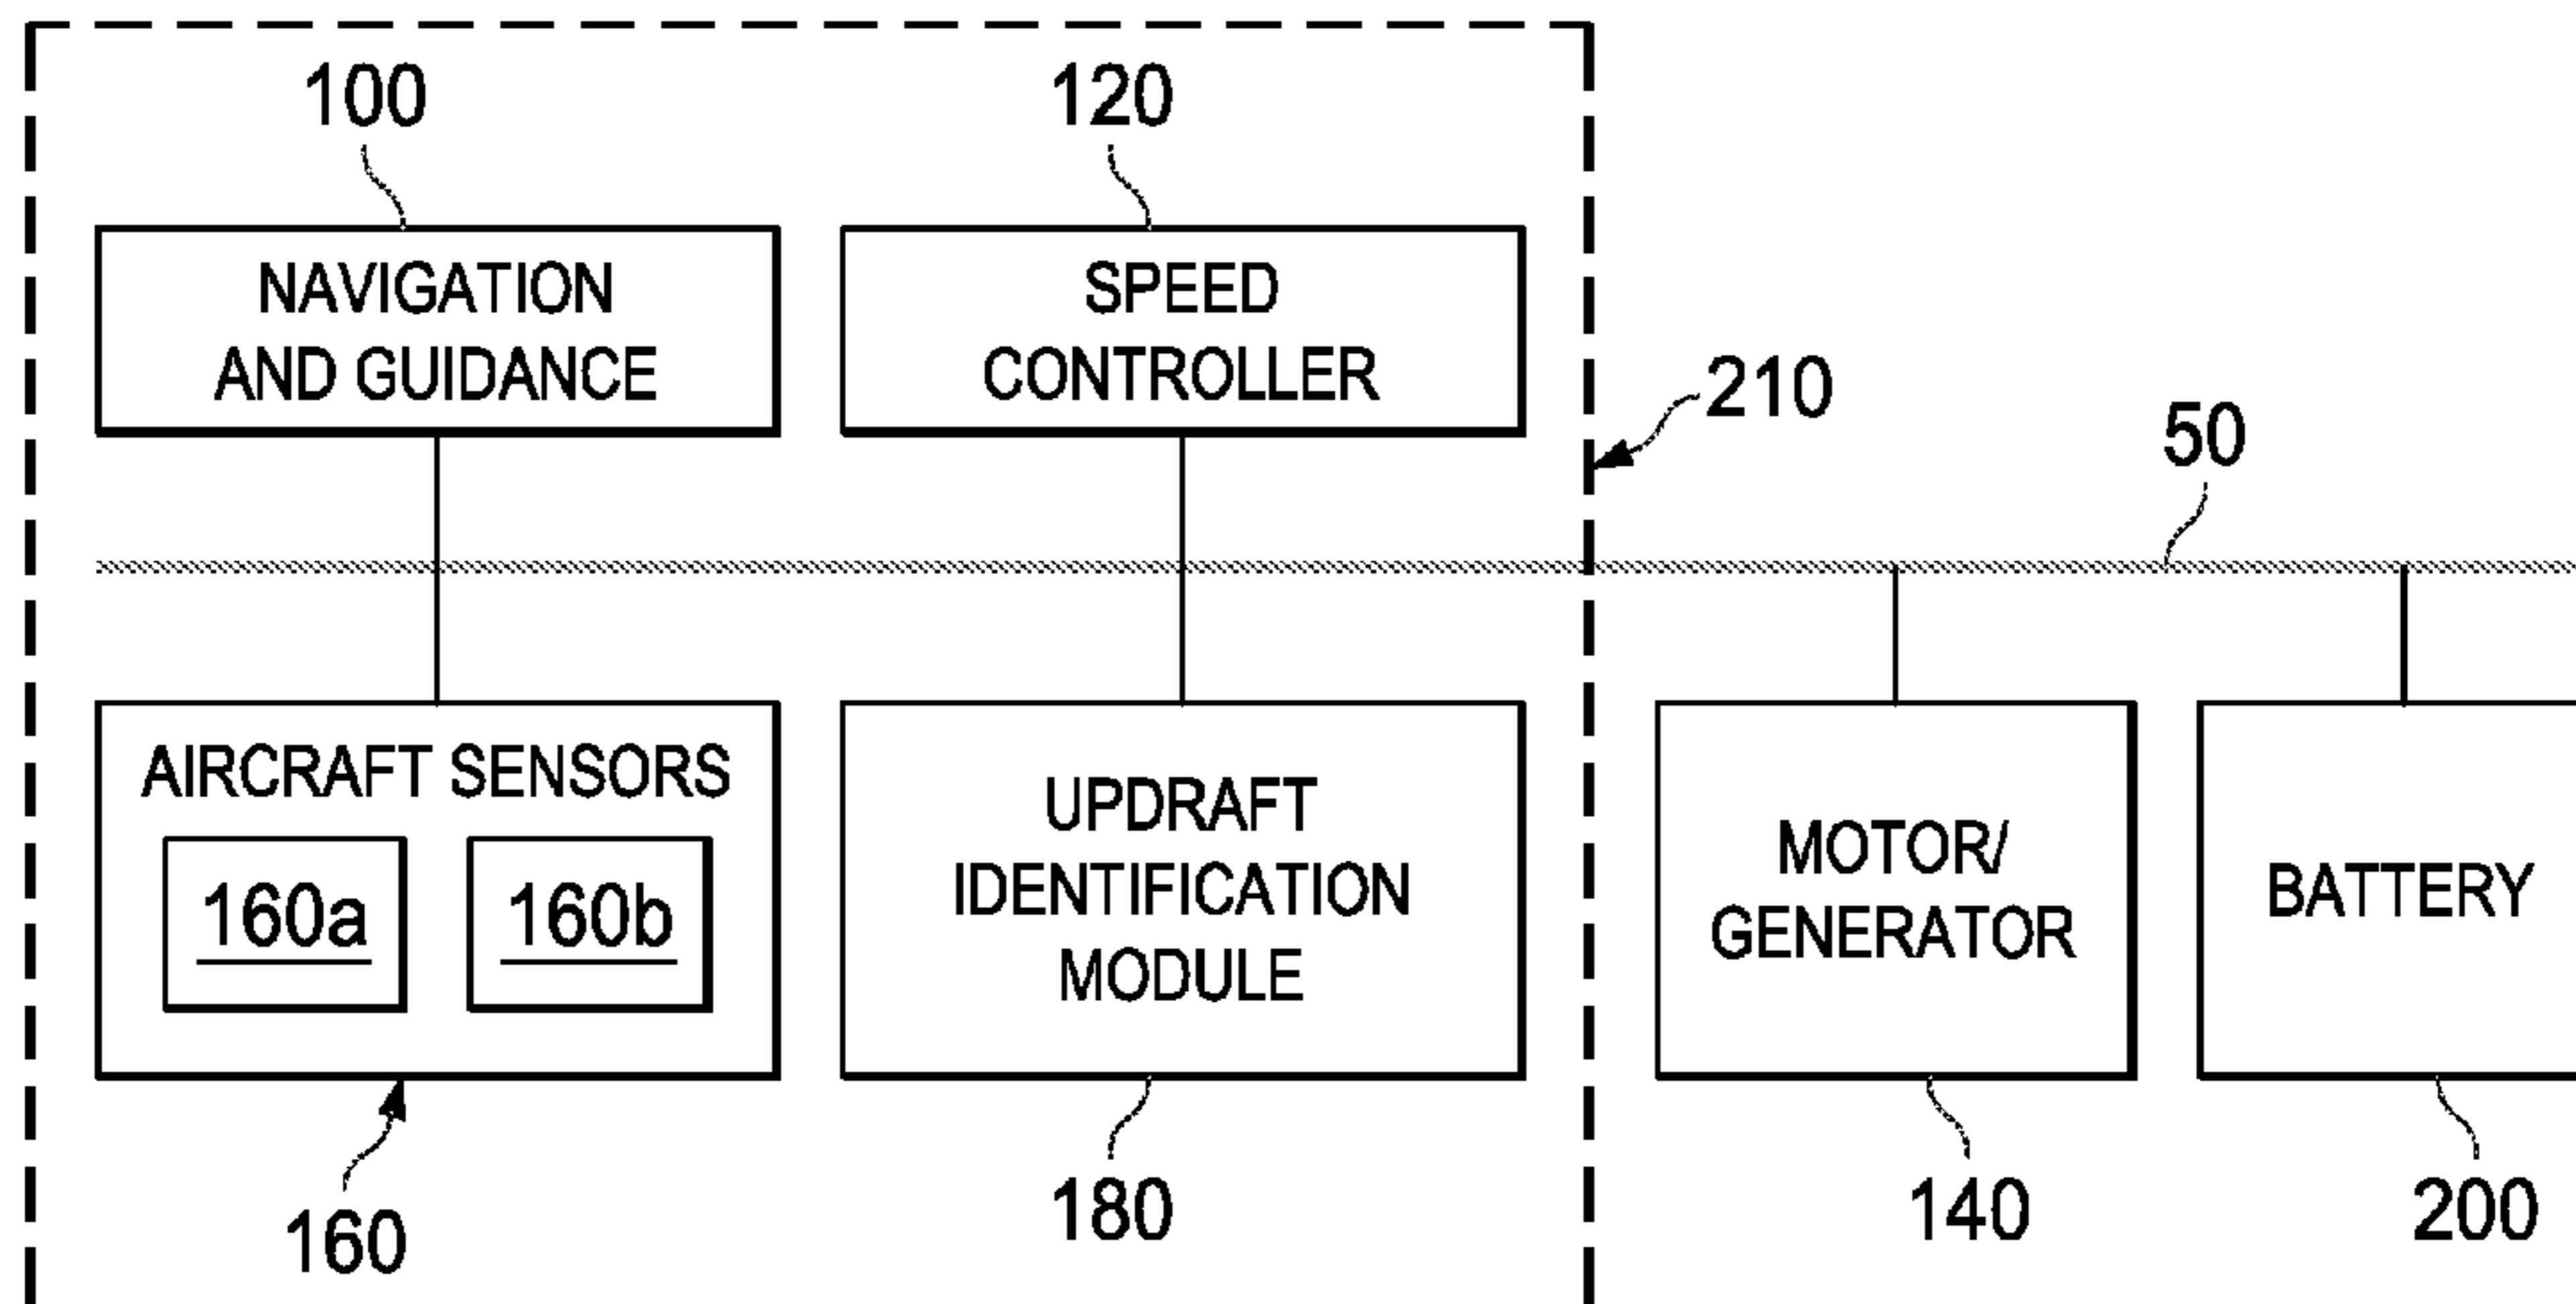 100
120
NAVIGATION
AND GUIDANCE
SPEED
CONTROLLER
210
50
AIRCRAFT SENSORS
160a
160b
UPDRAFT
IDENTIFICATION
MODULE
MOTOR/
GENERATOR
BATTERY
160
180
140
200